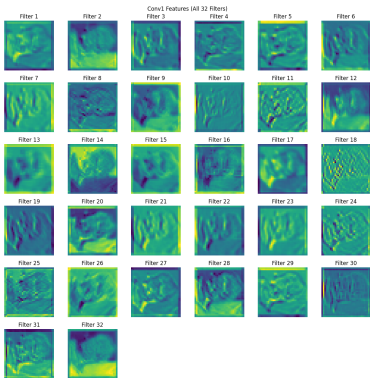 Conv1 Features (All 32 Filters)
Filter 1 Filter 2 Filter 3 Filter 4 Filter 5 Filter 6
Filter 7 Filter 8 Filter 9 Filter 10 Filter 11 Filter 12
Filter 13 Filter 14 Filter 15 Filter 16 Filter 17 Filter 18
Filter 19 Filter 20 Filter 21 Filter 22 Filter 23 Filter 24
Filter 25 Filter 26 Filter 27 Filter 28 Filter 29 Filter 30
Filter 31 Filter 32